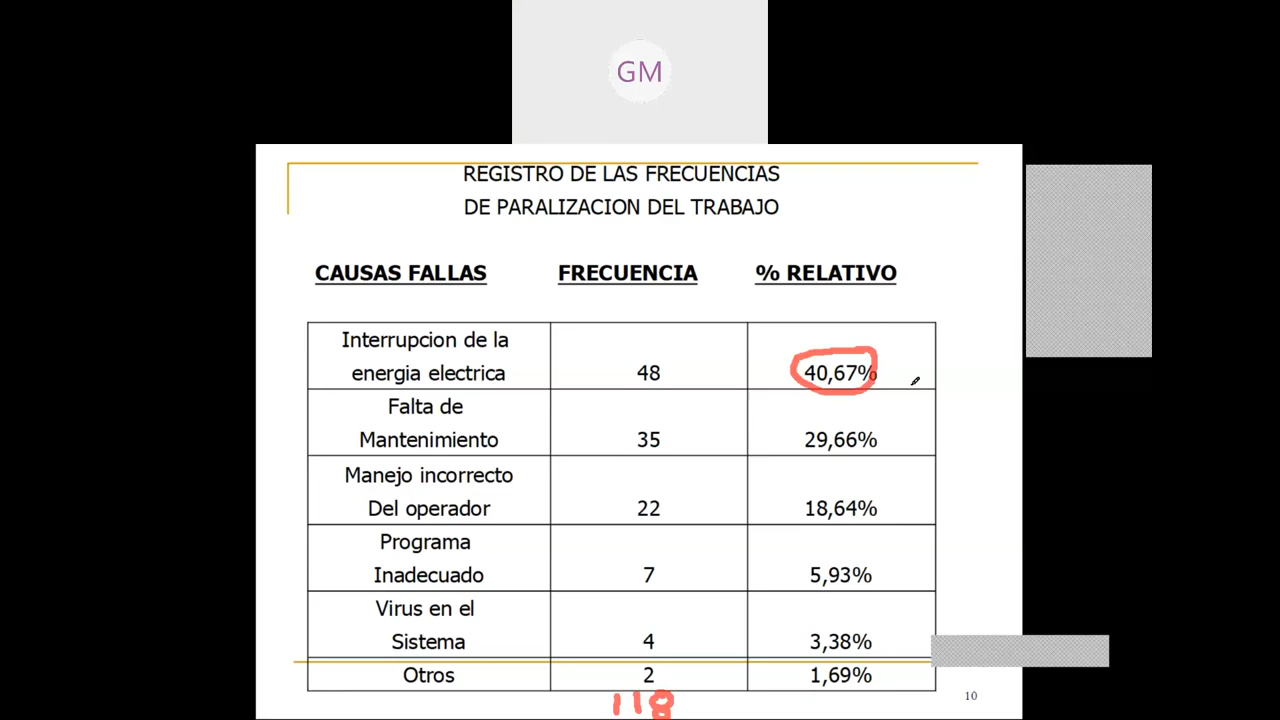 GM
REGISTRO DE LAS FRECUENCIAS
DE PARALIZACION DEL TRABAJO
CAUSAS FALLAS FRECUENCIA % RELATIVO
Interrupcion de la
energia electrica 48 40,67%
Falta de
Mantenimiento 35 29,66%
Manejo incorrecto
Del operador 22 18,64%
Programa
Inadecuado 7 5,93%
Virus en el
Sistema 4 3,38%
Otros 2 1,69%
118
10